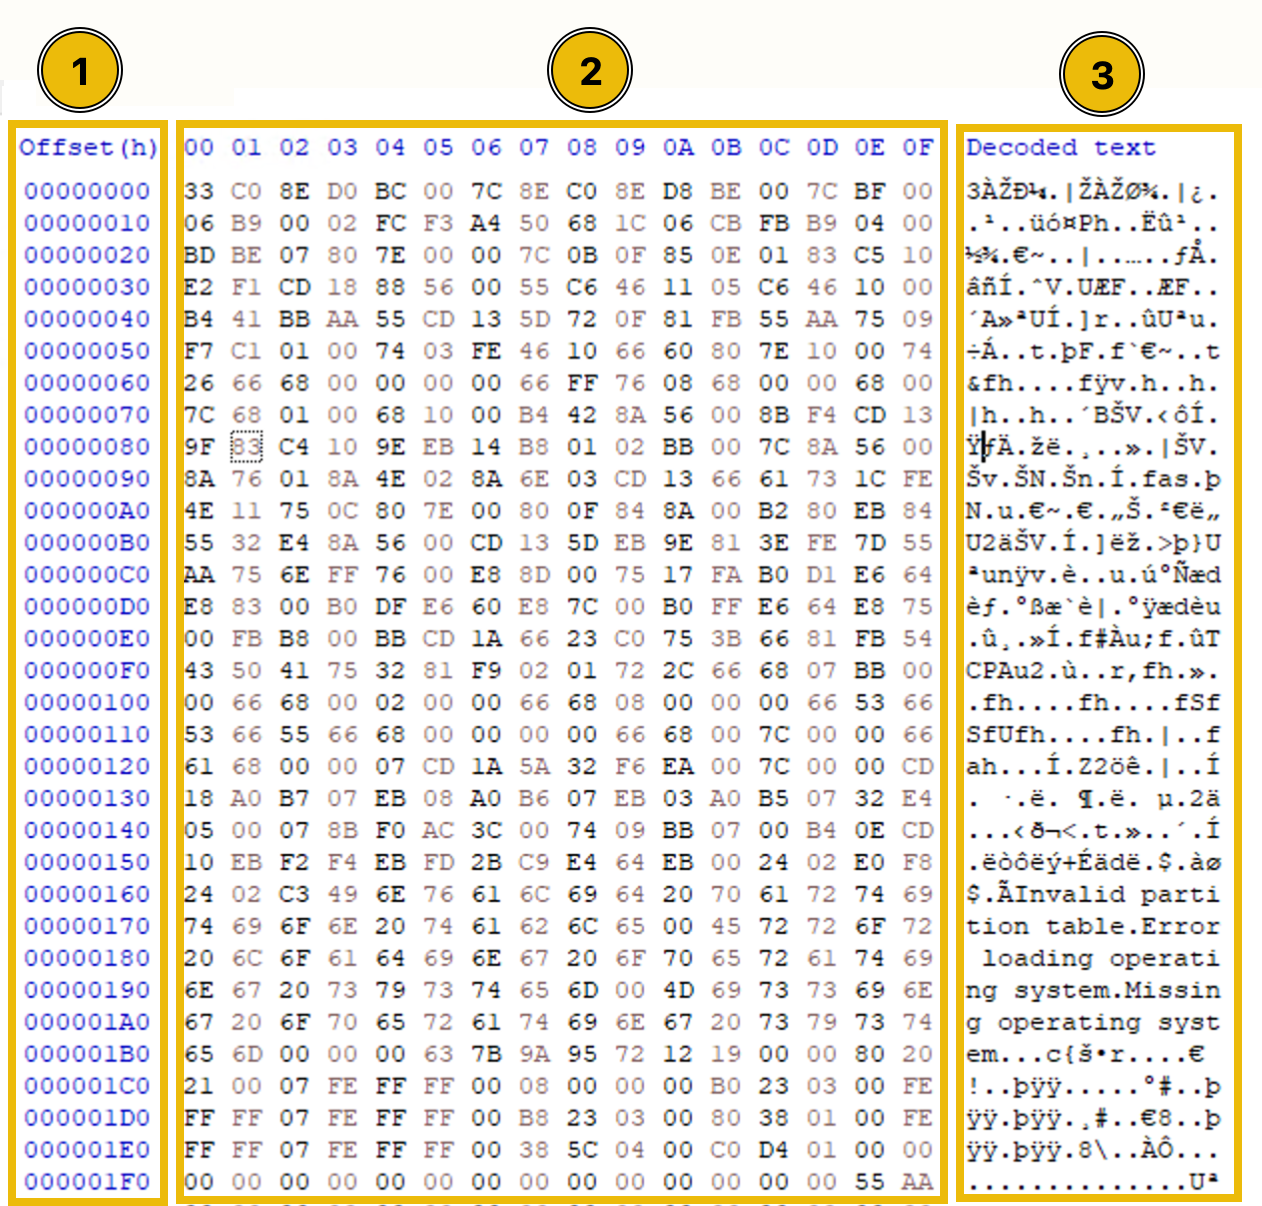 1 2 3
Offset(h) 00 01 02 03 04 05 06 07 08 09 0A 0B 0C 0D 0E 0F Decoded text
00000000 33 C0 8E D0 BC 00 7C 8E C0 8E D8 BE 00 7C BF 00 3ÀŽÐ¼.|ŽÀŽØ¾.|¿.
00000010 06 B9 00 02 FC F3 A4 50 68 1C 06 CB FB B9 04 00 .¹..üó¤Ph..Ëû¹..
00000020 BD BE 07 80 7E 00 00 7C 0B 0F 85 0E 01 83 C5 10 ½¾.€~..|..…..ƒÅ.
00000030 E2 F1 CD 18 88 56 00 55 C6 46 11 05 C6 46 10 00 âñÍ.ˆV.UÆF..ÆF..
00000040 B4 41 BB AA 55 CD 13 5D 72 0F 81 FB 55 AA 75 09 ´A»ªUÍ.]r..ûUªu.
00000050 F7 C1 01 00 74 03 FE 46 10 66 60 80 7E 10 00 74 ÷Á..t.þF.f`€~..t
00000060 26 66 68 00 00 00 00 66 FF 76 08 68 00 00 68 00 &fh....fÿv.h..h.
00000070 7C 68 01 00 68 10 00 B4 42 8A 56 00 8B F4 CD 13 |h..h..´BŠV.‹ôÍ.
00000080 9F 83 C4 10 9E EB 14 B8 01 02 BB 00 7C 8A 56 00 ŸƒÄ.žë.¸..».|ŠV.
00000090 8A 76 01 8A 4E 02 8A 6E 03 CD 13 66 61 73 1C FE Šv.ŠN.Šn.Í.fas.þ
000000A0 4E 11 75 0C 80 7E 00 80 0F 84 8A 00 B2 80 EB 84 N.u.€~.€.„Š.²€ë„
000000B0 55 32 E4 8A 56 00 CD 13 5D EB 9E 81 3E FE 7D 55 U2äŠV.Í.]ëž.>þ}U
000000C0 AA 75 6E FF 76 00 E8 8D 00 75 17 FA B0 D1 E6 64 ªunÿv.è..u.ú°Ñæd
000000D0 E8 83 00 B0 DF E6 60 E8 7C 00 B0 FF E6 64 E8 75 èƒ.°ßæ`è|.°ÿædèu
000000E0 00 FB B8 00 BB CD 1A 66 23 C0 75 3B 66 81 FB 54 .û¸.»Í.f#Àu;f.ûT
000000F0 43 50 41 75 32 81 F9 02 01 72 2C 66 68 07 BB 00 CPAu2.ù..r,fh.».
00000100 00 66 68 00 02 00 00 66 68 08 00 00 00 66 53 66 .fh....fh....fSf
00000110 53 66 55 66 68 00 00 00 00 66 68 00 7C 00 00 66 SfUfh....fh.|..f
00000120 61 68 00 00 07 CD 1A 5A 32 F6 EA 00 7C 00 00 CD ah...Í.Z2öê.|..Í
00000130 18 A0 B7 07 EB 08 A0 B6 07 EB 03 A0 B5 07 32 E4 . ·.ë. ¶.ë. µ.2ä
00000140 05 00 07 8B F0 AC 3C 00 74 09 BB 07 00 B4 0E CD ...‹ð¬<.t.»..´.Í
00000150 10 EB F2 F4 EB FD 2B C9 E4 64 EB 00 24 02 E0 F8 .ëòôëý+Éädë.$.àø
00000160 24 02 C3 49 6E 76 61 6C 69 64 20 70 61 72 74 69 $.ÃInvalid parti
00000170 74 69 6F 6E 20 74 61 62 6C 65 00 45 72 72 6F 72 tion table.Error
00000180 20 6C 6F 61 64 69 6E 67 20 6F 70 65 72 61 74 69 loading operati
00000190 6E 67 20 73 79 73 74 65 6D 00 4D 69 73 73 69 6E ng system.Missin
000001A0 67 20 6F 70 65 72 61 74 69 6E 67 20 73 79 73 74 g operating syst
000001B0 65 6D 00 00 00 63 7B 9A 95 72 12 19 00 00 80 20 em...c{š•r....€
000001C0 21 00 07 FE FF FF 00 08 00 00 00 B0 23 03 00 FE !..þÿÿ.....°#..þ
000001D0 FF FF 07 FE FF FF 00 B8 23 03 00 80 38 01 00 FE ÿÿ.þÿÿ.¸#..€8..þ
000001E0 FF FF 07 FE FF FF 00 38 5C 04 00 C0 D4 01 00 00 ÿÿ.þÿÿ.8\..ÀÔ...
000001F0 00 00 00 00 00 00 00 00 00 00 00 00 00 00 55 AA ..............Uª